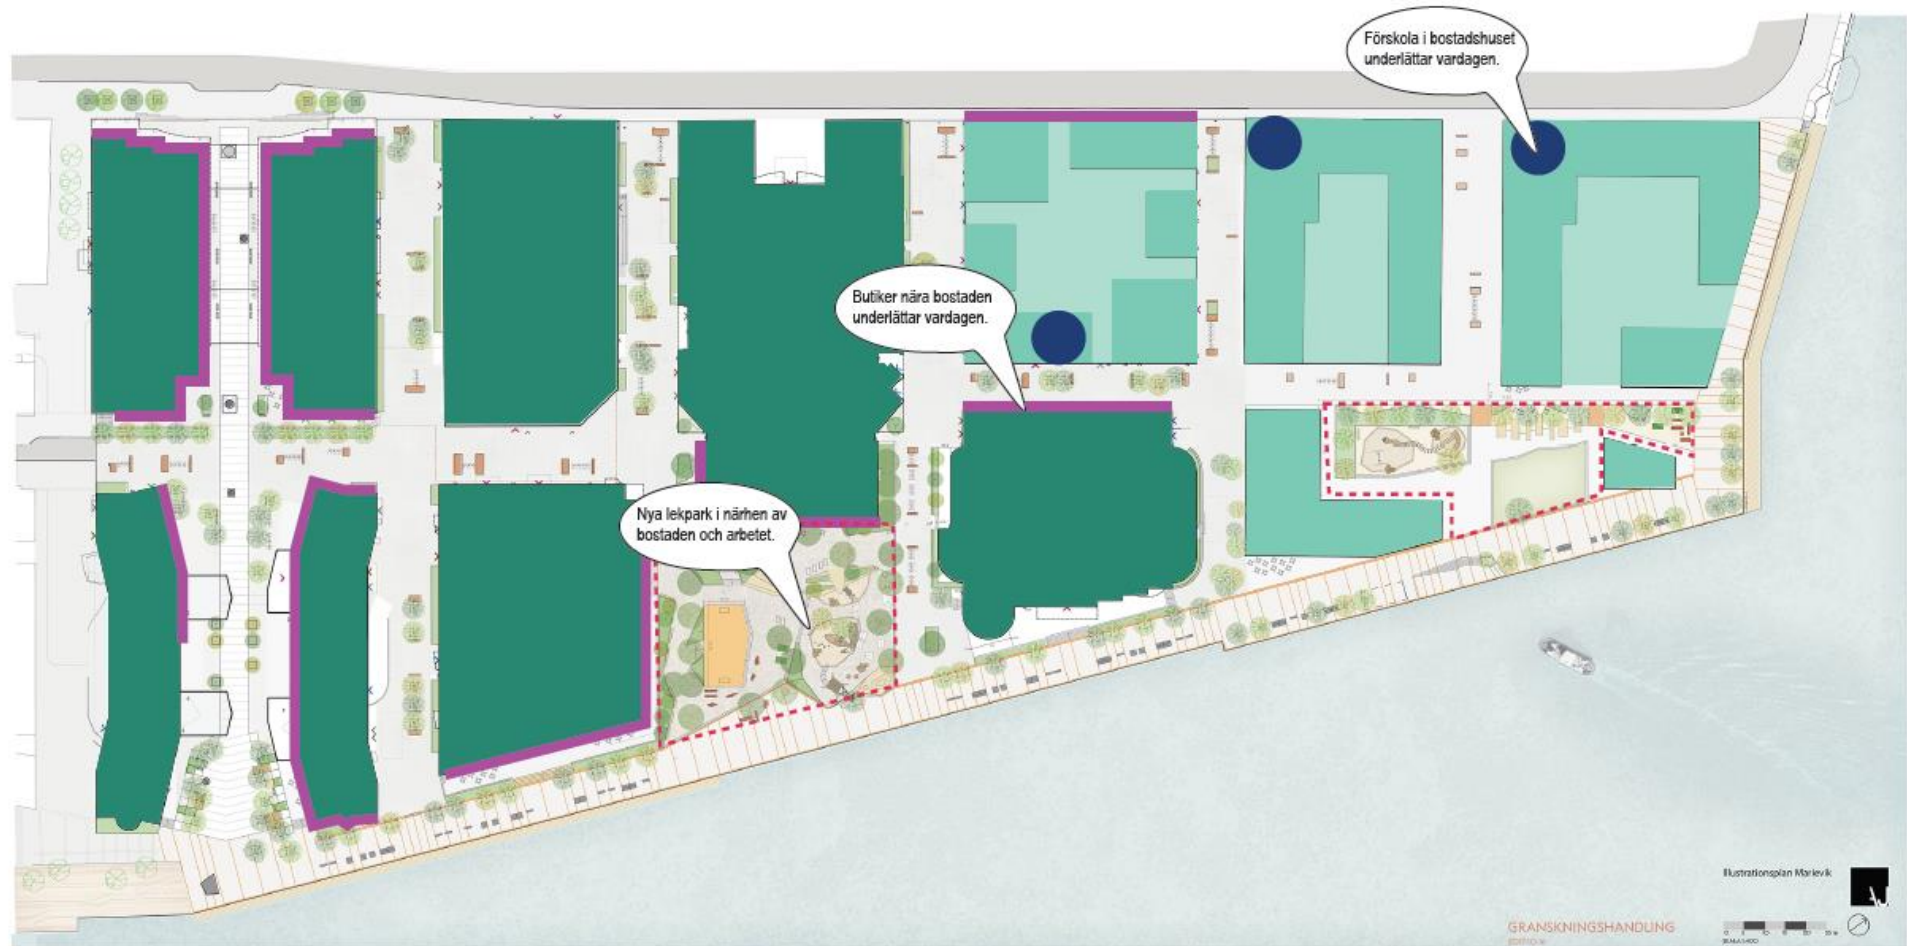 Förskola i bostadshuset
underlättar vardagen.
Butiker nära bostaden
underlättar vardagen.
Nya lekpark i närhen av
bostaden och arbetet.
Illustrationsplan Marievik
GRANSKNINGSHANDLING